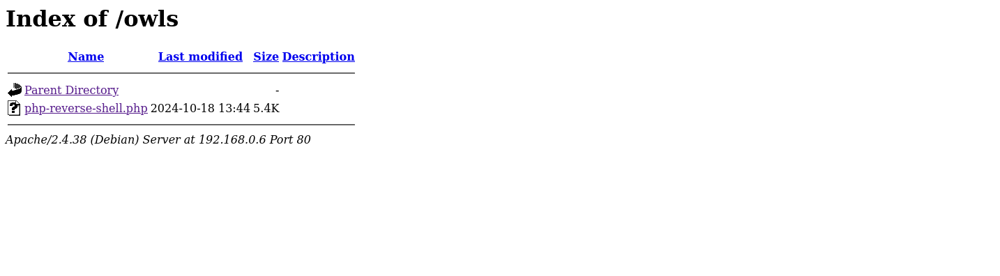 Index of /owls
Name Last modified Size Description
Parent Directory -
php-reverse-shell.php 2024-10-18 13:44 5.4K
Apache/2.4.38 (Debian) Server at 192.168.0.6 Port 80